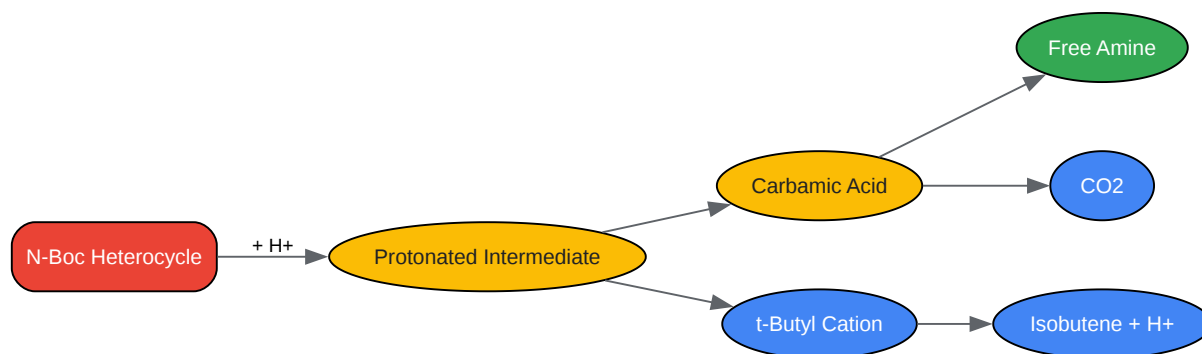 Free Amine
Carbamic Acid
CO2
N-Boc Heterocycle
+ H+
Protonated Intermediate
t-Butyl Cation
Isobutene + H+